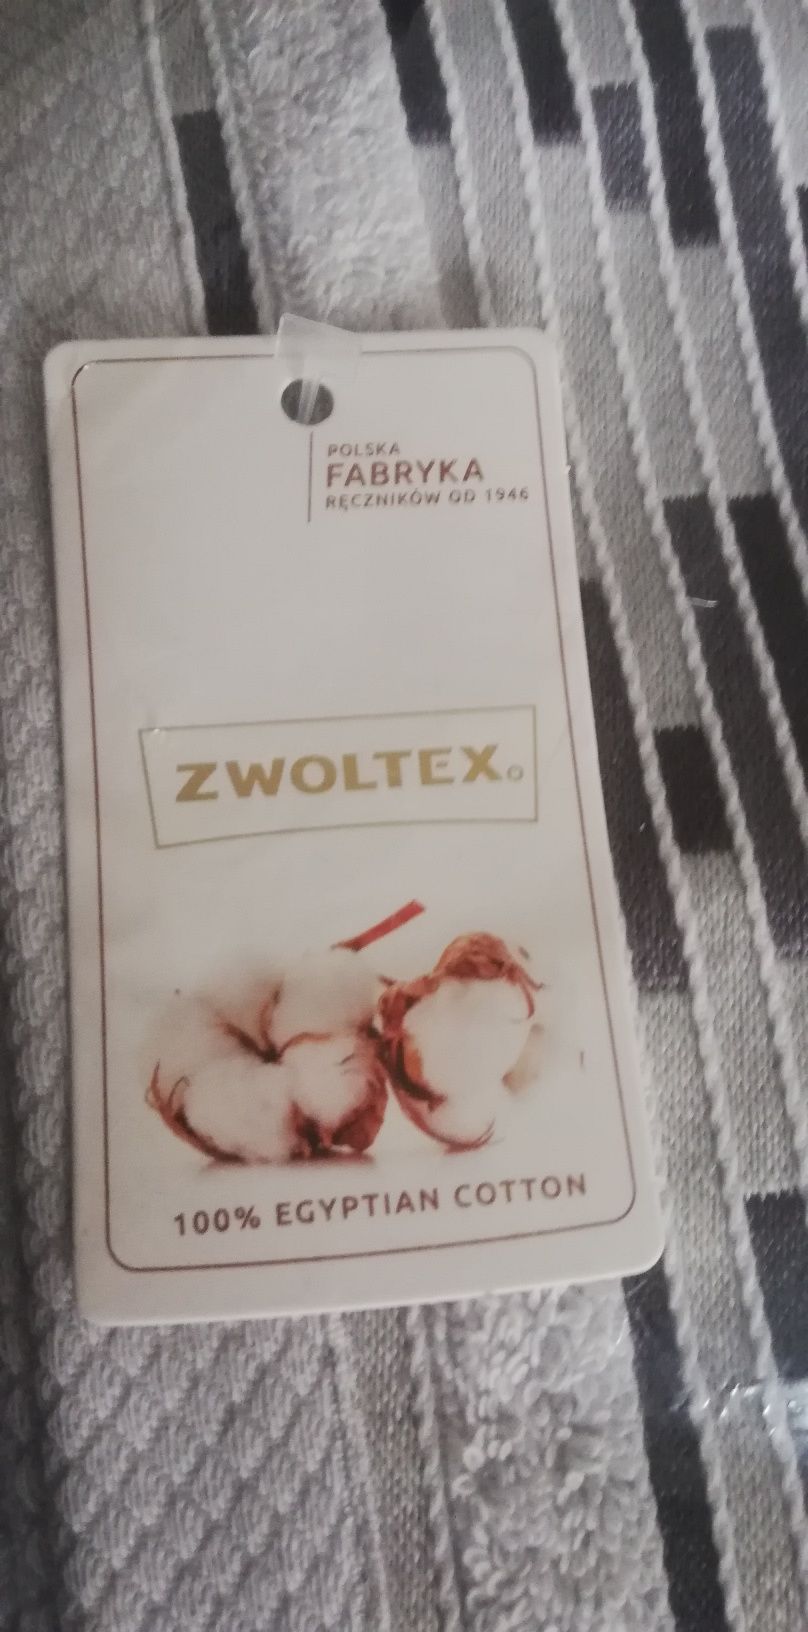 POLSKA
FABRYKA
RĘCZNIKÓW OD 1946
ZWOLTEX
100% EGYPTIAN COTTON